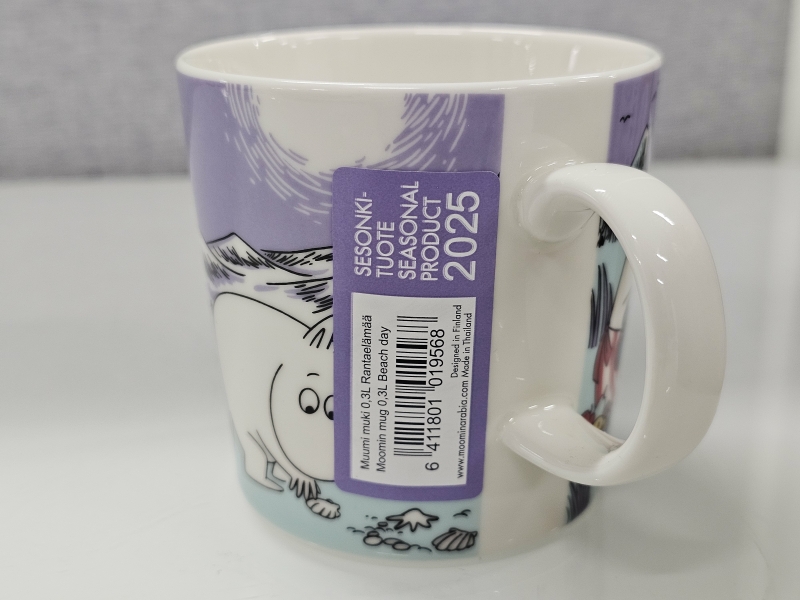 SESONKI-
TUOTE
SEASONAL
PRODUCT
2025
Muumi muki 0,3L Rantaelämää
Moomin mug 0,3L Beach day
6 411801 019568
Designed in Finland
www.moominarabia.com Made in Thailand